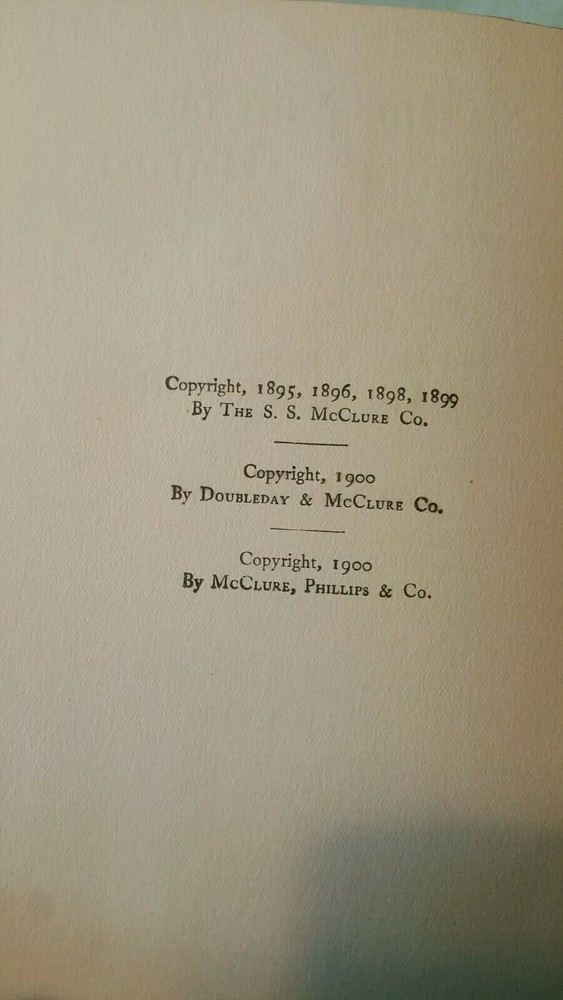 Copyright, 1895, 1896, 1898, 1899
By The S. S. McClure Co.
Copyright, 1900
By Doubleday & McClure Co.
Copyright, 1900
By McClure, Phillips & Co.